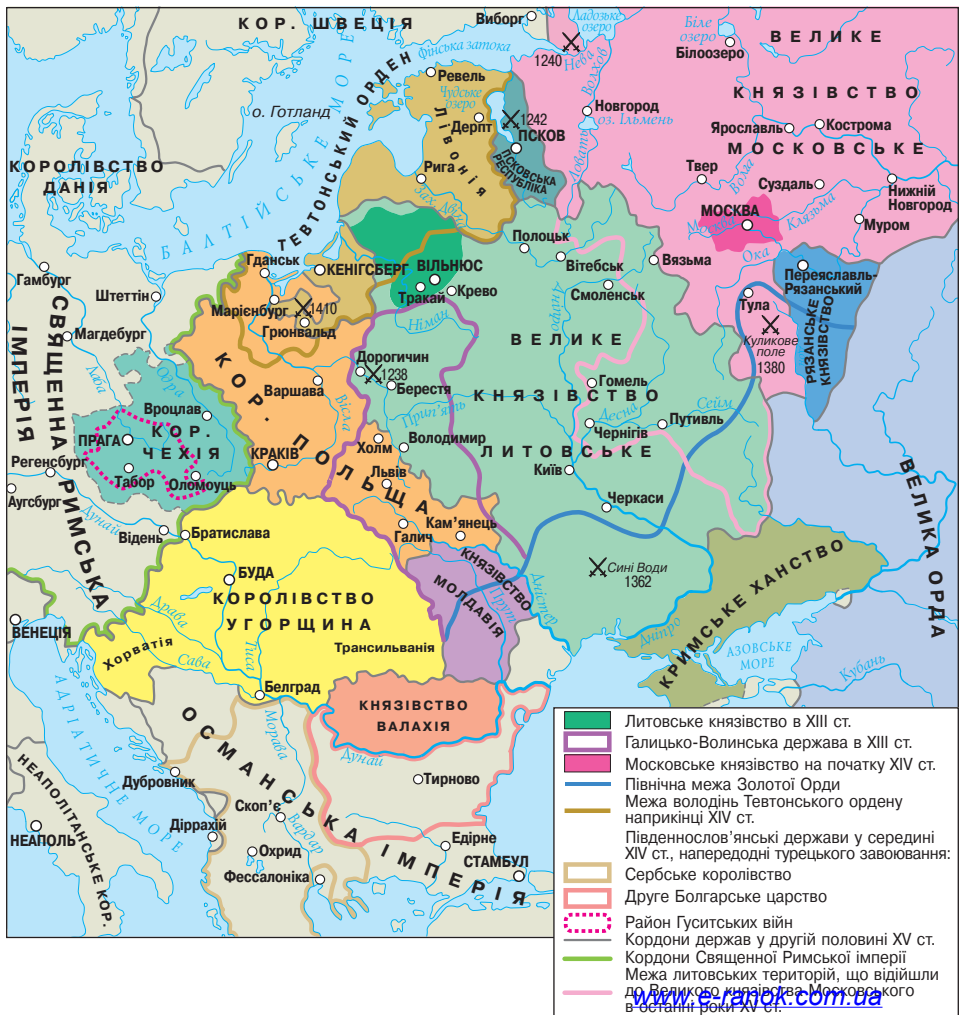 КОР. ШВЕЦІЯ
Виборг
Ладозьке
озеро
1240
Нева
Волхов
Біле
озеро
Білоозеро
ВЕЛИКЕ
КНЯЗІВСТВО
МОСКОВСЬКЕ
Фінська затока
Ревель
Чудське
озеро
Дерпт
ЛІВОНІЯ
1242
ПСКОВ
ПСКОВСЬКА
РЕСПУБЛІКА
Новгород
оз. Ільмень
Ловать
Ярославль
Кострома
Твер
Волга
Суздаль
Нижній
Новгород
МОСКВА
Москва
Клязьма
Муром
Ока
о. Готланд
БАЛТІЙСЬКЕ МОРЕ
ТЕВТОНСЬКИЙ ОРДЕН
КОРОЛІВСТВО
ДАНІЯ
Рига
Зах. Двіна
Полоцьк
Вітебськ
Вязьма
Переяславль-
Рязанський
РЯЗАНСЬКЕ
КНЯЗІВСТВО
Гданськ
КЕНІГСБЕРГ
ВІЛЬНЮС
Тракай
Крево
Смоленськ
Дніпро
Тула
Куликове
поле
1380
Гамбург
Штеттін
Марієнбург
1410
Грюнвальд
Німан
ВЕЛИКЕ
КНЯЗІВСТВО
ЛИТОВСЬКЕ
СВЯЩЕННА РИМСЬКА
ІМПЕРІЯ
Магдебург
Лаба
Одра
Дорогичин
1238
Берестя
Варшава
Вісла
Прип'ять
Гомель
Десна
Сейм
Чернігів
Путивль
Вроцлав
КОР.
ЧЕХІЯ
ПРАГА
Табор
Оломоуць
КОР. ПОЛЬЩА
КРАКІВ
Холм
Володимир
Львів
Київ
Черкаси
Регенсбург
Аугсбург
Дунай
Відень
Братислава
Галич
Кам'янець
Сині Води
1362
ВЕЛИКА ОРДА
БУДА
КОРОЛІВСТВО
УГОРЩИНА
Трансильванія
КНЯЗІВСТВО
МОЛДАВІЯ
Прут
Дністер
Дніпро
КРИМСЬКЕ ХАНСТВО
АЗОВСЬКЕ
МОРЕ
Кубань
ВЕНЕЦІЯ
Драва
Хорватія
Сава
Тиса
Белград
АДРІАТИЧНЕ МОРЕ
КНЯЗІВСТВО
ВАЛАХІЯ
Дунай
Морава
ОСМАНСЬКА ІМПЕРІЯ
Тирново
Дубровник
Скоп'є
Вардар
НЕАПОЛІТАНСЬКЕ КОР.
НЕАПОЛЬ
Діррахій
Охрид
Фессалоніка
Едірне
СТАМБУЛ
Литовське князівство в XIII ст.
Галицько-Волинська держава в XIII ст.
Московське князівство на початку XIV ст.
Північна межа Золотої Орди
Межа володінь Тевтонського ордену
наприкінці XIV ст.
Південнослов'янські держави у середині
XIV ст., напередодні турецького завоювання:
Сербське королівство
Друге Болгарське царство
Район Гуситських війн
Кордони держав у другій половині XV ст.
Кордони Священної Римської імперії
Межа литовських територій, що відійшли
до Великого князівства Московського
в останні роки XV ст.
www.e-ranok.com.ua